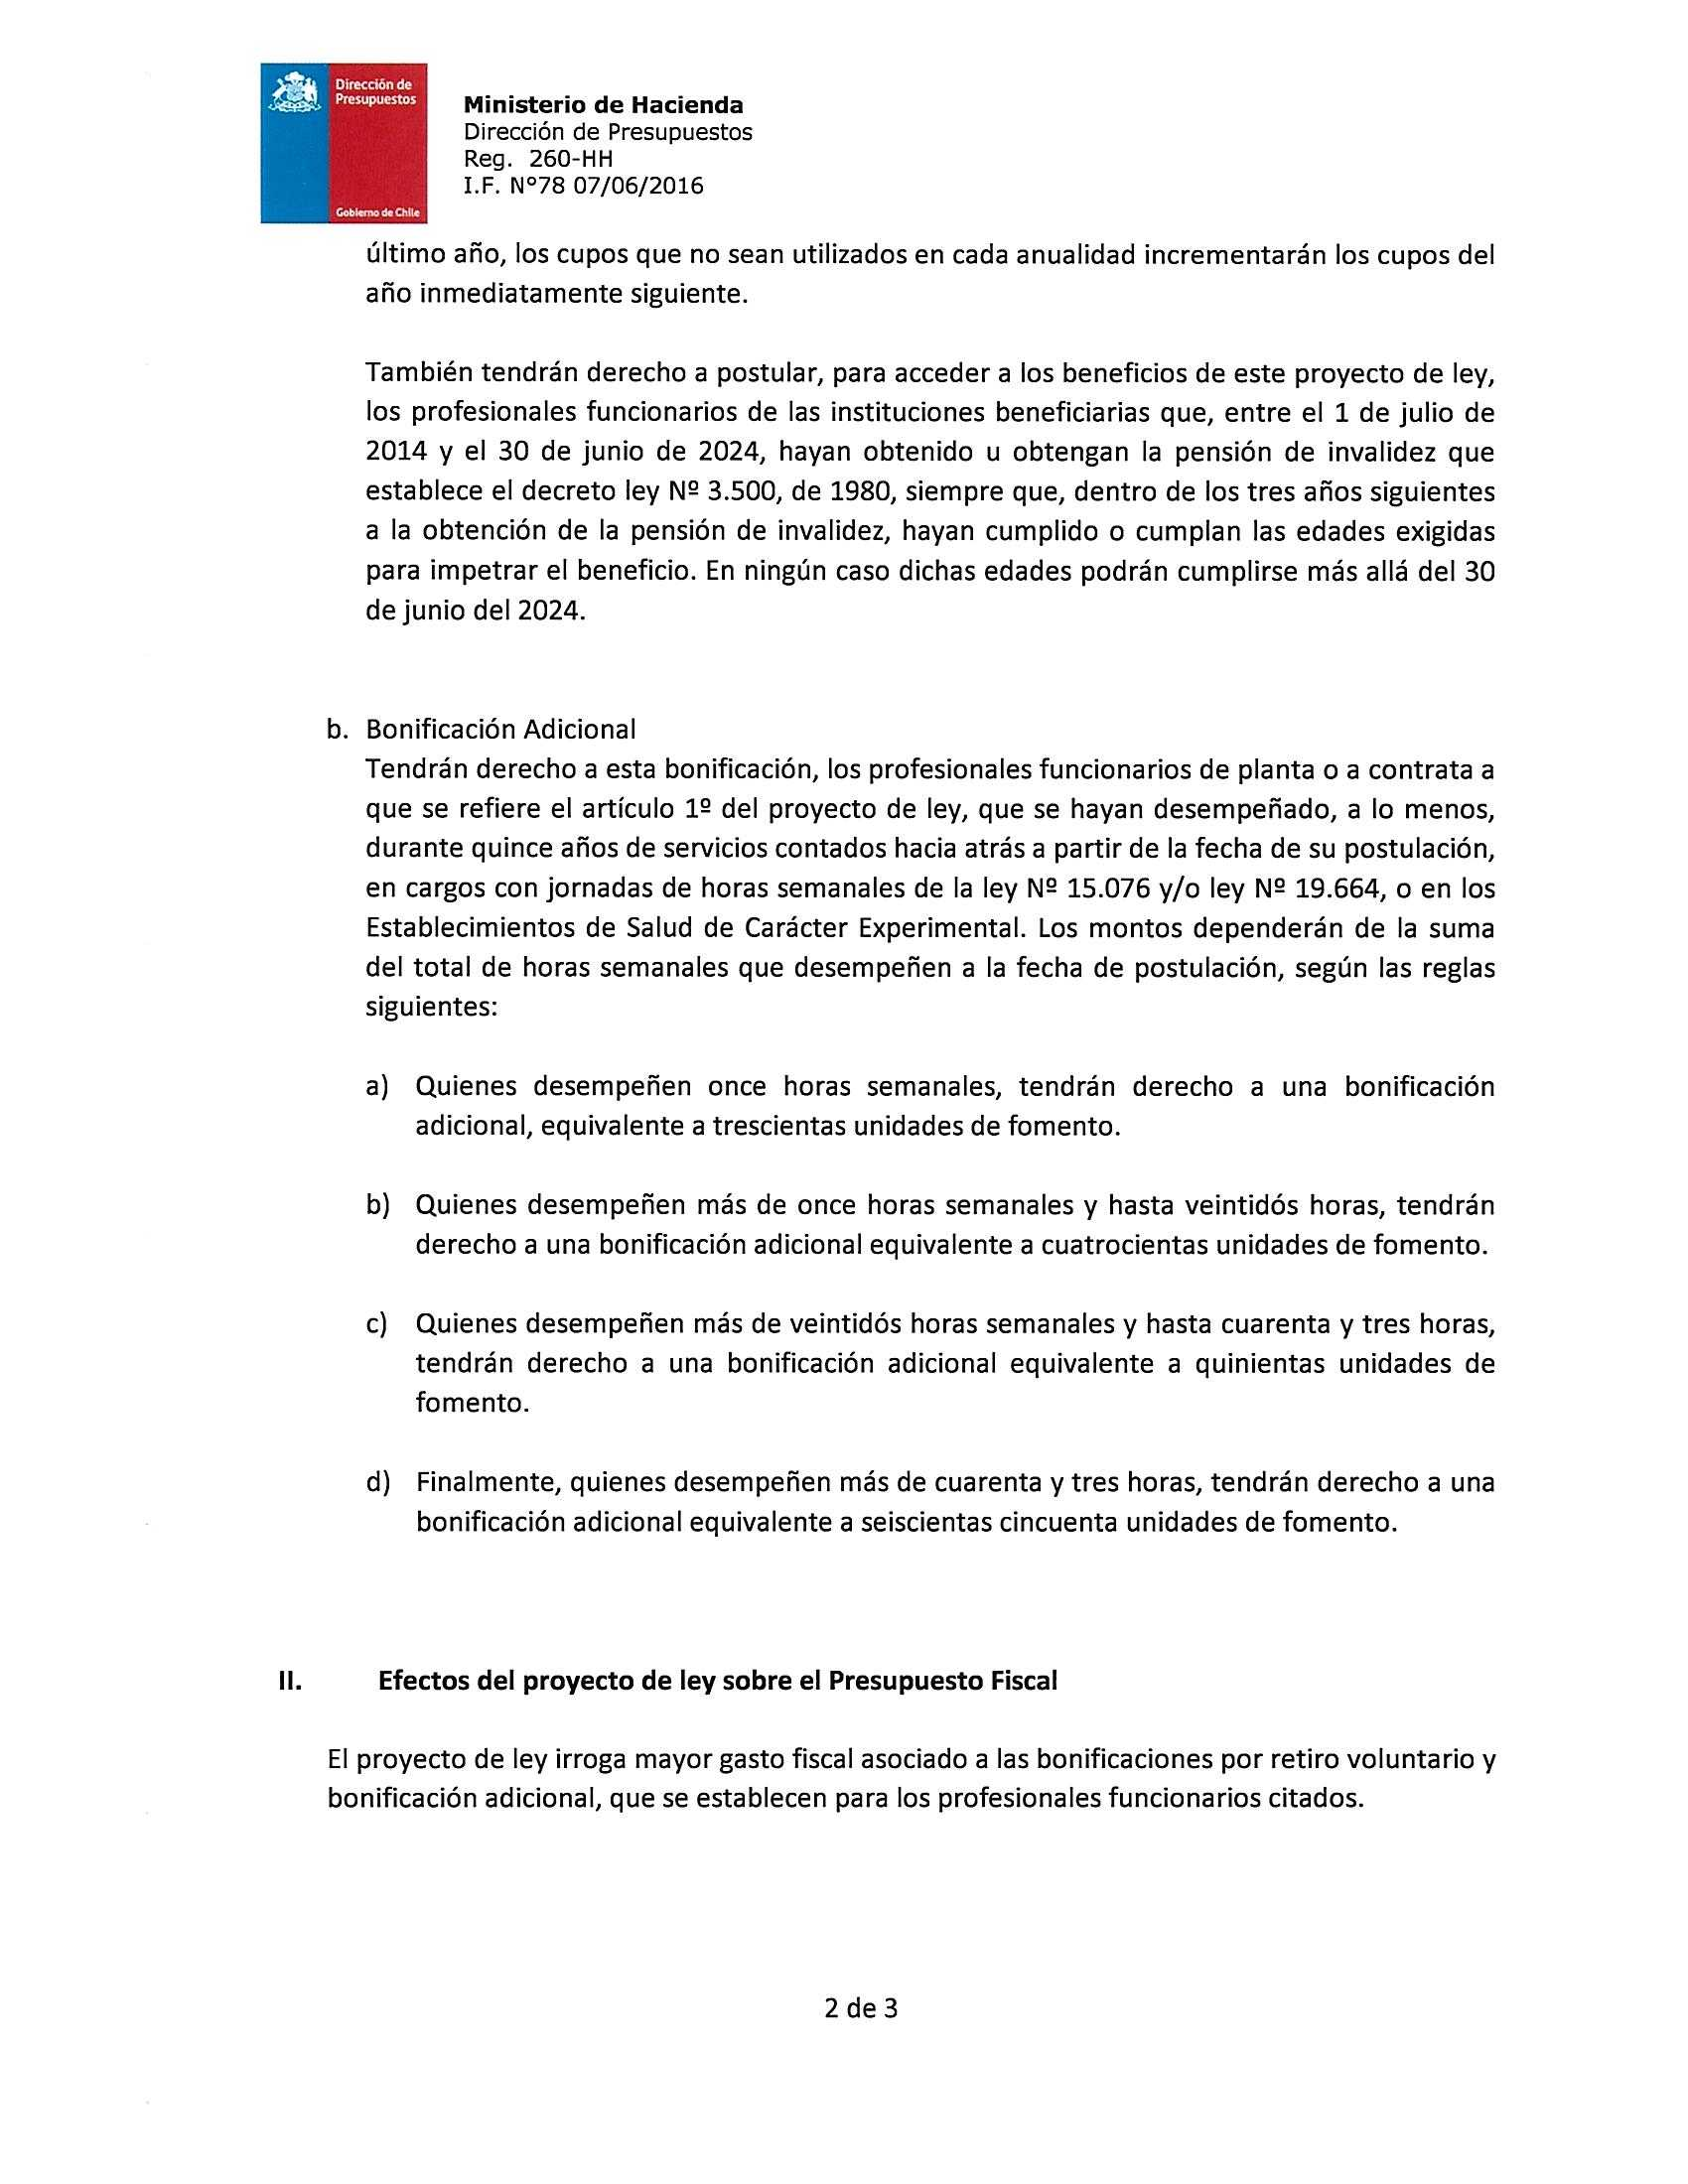 Dirección de
Presupuestos
Gobierno de Chile
Ministerio de Hacienda
Dirección de Presupuestos
Reg. 260-HH
I.F. N°78 07/06/2016
último año, los cupos que no sean utilizados en cada anualidad incrementarán los cupos del
año inmediatamente siguiente.
También tendrán derecho a postular, para acceder a los beneficios de este proyecto de ley,
los profesionales funcionarios de las instituciones beneficiarias que, entre el 1 de julio de
2014 y el 30 de junio de 2024, hayan obtenido u obtengan la pensión de invalidez que
establece el decreto ley Nº 3.500, de 1980, siempre que, dentro de los tres años siguientes
a la obtención de la pensión de invalidez, hayan cumplido o cumplan las edades exigidas
para impetrar el beneficio. En ningún caso dichas edades podrán cumplirse más allá del 30
de junio del 2024.
b. Bonificación Adicional
Tendrán derecho a esta bonificación, los profesionales funcionarios de planta o a contrata a
que se refiere el artículo 1º del proyecto de ley, que se hayan desempeñado, a lo menos,
durante quince años de servicios contados hacia atrás a partir de la fecha de su postulación,
en cargos con jornadas de horas semanales de la ley Nº 15.076 y/o ley Nº 19.664, o en los
Establecimientos de Salud de Carácter Experimental. Los montos dependerán de la suma
del total de horas semanales que desempeñen a la fecha de postulación, según las reglas
siguientes:
a) Quienes desempeñen once horas semanales, tendrán derecho a una bonificación
adicional, equivalente a trescientas unidades de fomento.
b) Quienes desempeñen más de once horas semanales y hasta veintidós horas, tendrán
derecho a una bonificación adicional equivalente a cuatrocientas unidades de fomento.
c) Quienes desempeñen más de veintidós horas semanales y hasta cuarenta y tres horas,
tendrán derecho a una bonificación adicional equivalente a quinientas unidades de
fomento.
d) Finalmente, quienes desempeñen más de cuarenta y tres horas, tendrán derecho a una
bonificación adicional equivalente a seiscientas cincuenta unidades de fomento.
II. Efectos del proyecto de ley sobre el Presupuesto Fiscal
El proyecto de ley irroga mayor gasto fiscal asociado a las bonificaciones por retiro voluntario y
bonificación adicional, que se establecen para los profesionales funcionarios citados.
2 de 3